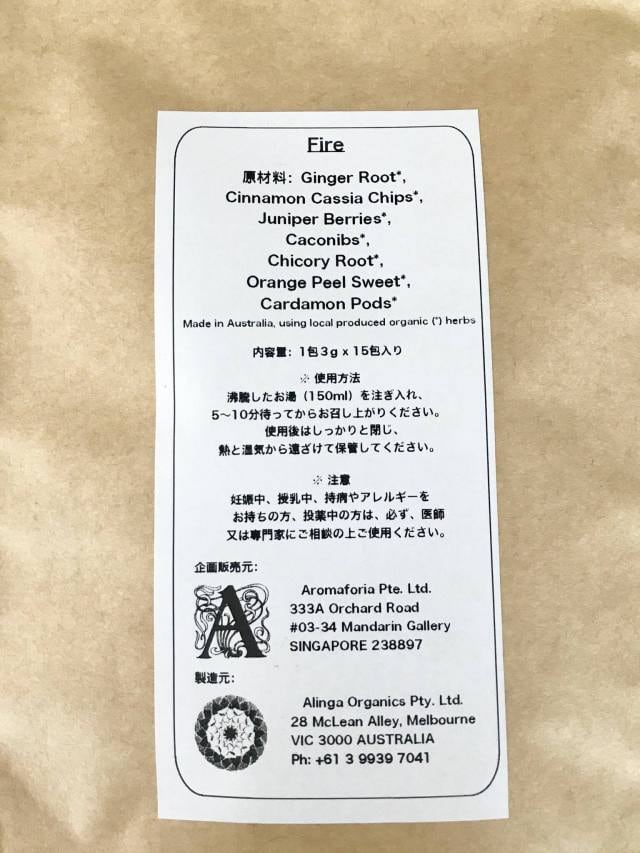 Fire
原材料: Ginger Root*,
Cinnamon Cassia Chips*,
Juniper Berries*,
Caconibs*,
Chicory Root*,
Orange Peel Sweet*,
Cardamon Pods*
Made in Australia, using local produced organic (*) herbs
内容量: 1包3g x 15包入り
※ 使用方法
沸騰したお湯（150ml）を注ぎ入れ、
5〜10分待ってからお召し上がりください。
使用後はしっかりと閉じ、
熱と湿気から遠ざけて保管してください。
※ 注意
妊娠中、授乳中、持病やアレルギーを
お持ちの方、投薬中の方は、必ず、医師
又は専門家にご相談の上ご使用ください。
企画販売元:
A
Aromaforia Pte. Ltd.
333A Orchard Road
#03-34 Mandarin Gallery
SINGAPORE 238897
製造元:
Alinga Organics Pty. Ltd.
28 McLean Alley, Melbourne
VIC 3000 AUSTRALIA
Ph: +61 3 9939 7041